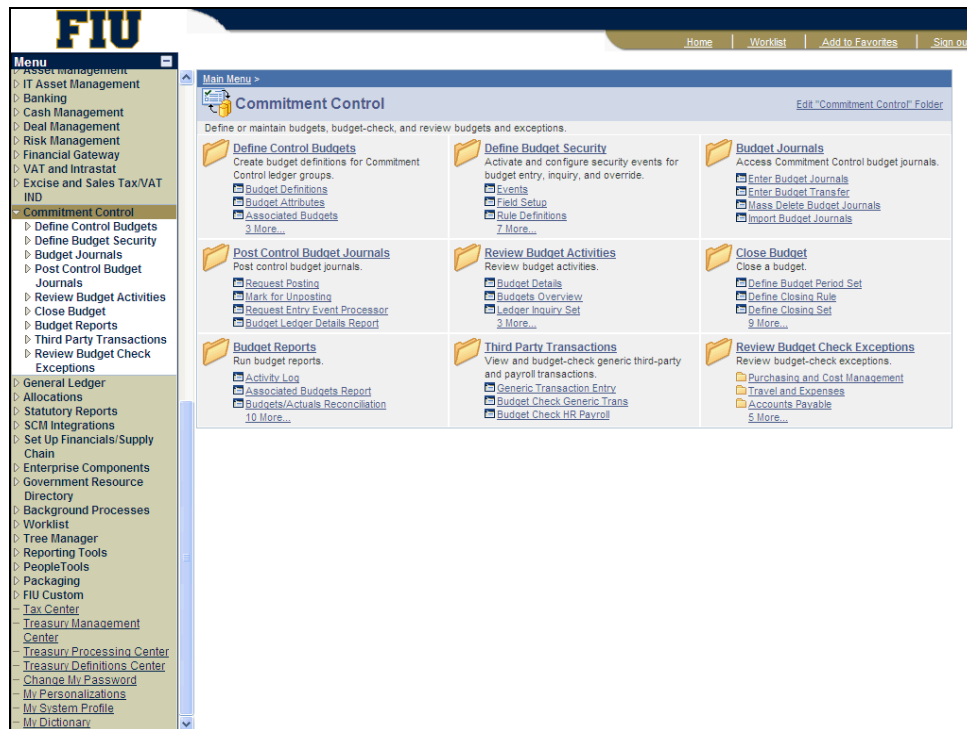 FIU
Home
Worklist
Add to Favorites
Sign ou
Menu
Asset Management
IT Asset Management
Banking
Cash Management
Deal Management
Risk Management
Financial Gateway
VAT and Intrastat
Excise and Sales Tax/VAT
IND
Commitment Control
Define Control Budgets
Define Budget Security
Budget Journals
Post Control Budget
Journals
Review Budget Activities
Close Budget
Budget Reports
Third Party Transactions
Review Budget Check
Exceptions
General Ledger
Allocations
Statutory Reports
SCM Integrations
Set Up Financials/Supply
Chain
Enterprise Components
Government Resource
Directory
Background Processes
Worklist
Tree Manager
Reporting Tools
PeopleTools
Packaging
FIU Custom
Tax Center
Treasury Management
Center
Treasury Processing Center
Treasury Definitions Center
Change My Password
My Personalizations
My System Profile
My Dictionary
Main Menu >
Commitment Control
Edit "Commitment Control" Folder
Define or maintain budgets, budget-check, and review budgets and exceptions.
Define Control Budgets
Create budget definitions for Commitment
Control ledger groups.
Budget Definitions
Budget Attributes
Associated Budgets
3 More...
Define Budget Security
Activate and configure security events for
budget entry, inquiry, and override.
Events
Field Setup
Rule Definitions
7 More...
Budget Journals
Access Commitment Control budget journals.
Enter Budget Journals
Enter Budget Transfer
Mass Delete Budget Journals
Import Budget Journals
Post Control Budget Journals
Post control budget journals.
Request Posting
Mark for Unposting
Request Entry Event Processor
Budget Ledger Details Report
Review Budget Activities
Review budget activities.
Budget Details
Budgets Overview
Ledger Inquiry Set
3 More...
Close Budget
Close a budget.
Define Budget Period Set
Define Closing Rule
Define Closing Set
9 More...
Budget Reports
Run budget reports.
Activity Log
Associated Budgets Report
Budgets/Actuals Reconciliation
10 More...
Third Party Transactions
View and budget-check generic third-party
and payroll transactions.
Generic Transaction Entry
Budget Check Generic Trans
Budget Check HR Payroll
Review Budget Check Exceptions
Review budget-check exceptions.
Purchasing and Cost Management
Travel and Expenses
Accounts Payable
5 More...